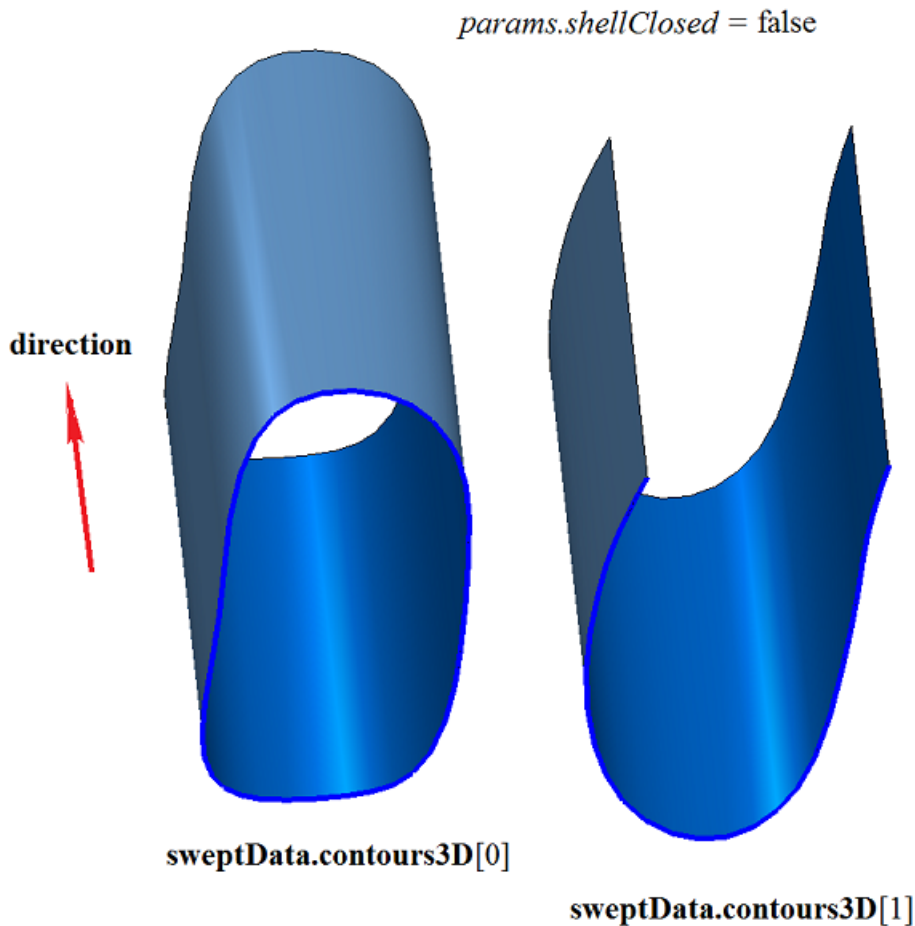 params.shellClosed = false
direction
sweptData.contours3D[0]
sweptData.contours3D[1]